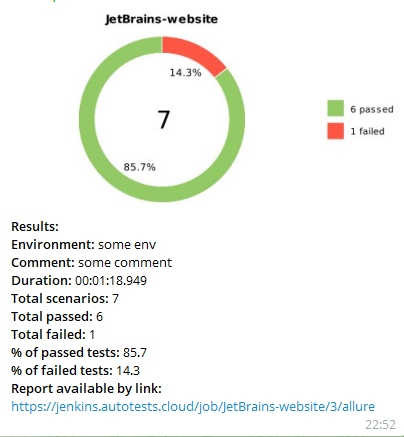 JetBrains-website
14.3%
7
85.7%
6 passed
1 failed
Results:
Environment: some env
Comment: some comment
Duration: 00:01:18.949
Total scenarios: 7
Total passed: 6
Total failed: 1
% of passed tests: 85.7
% of failed tests: 14.3
Report available by link:
https://jenkins.autotests.cloud/job/JetBrains-website/3/allure
22:52